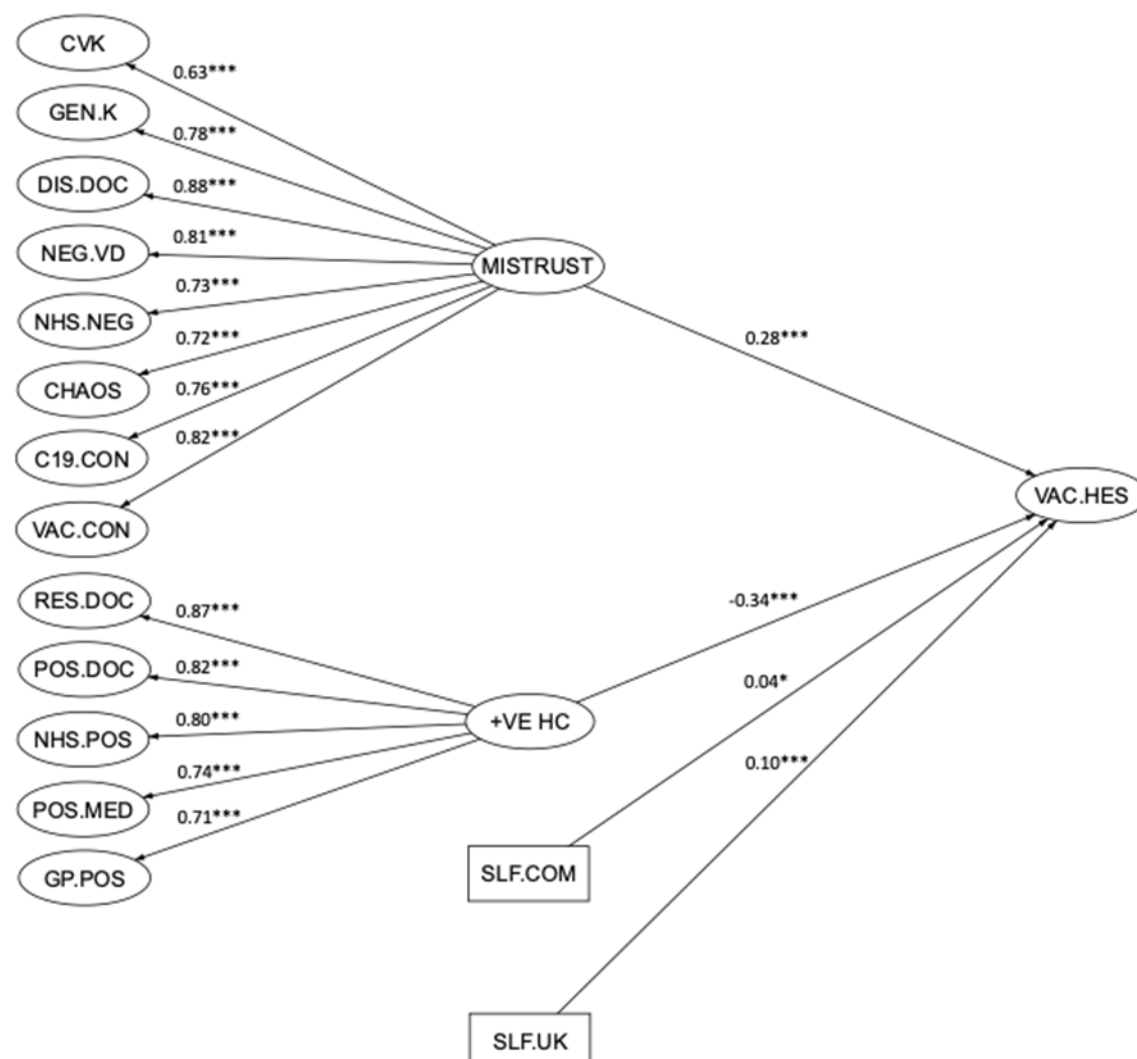 CVK
0.63***
GEN.K
0.78***
DIS.DOC
0.88***
NEG.VD
0.81***
MISTRUST
NHS.NEG
0.73***
0.28***
CHAOS
0.72***
C19.CON
0.76***
0.82***
VAC.CON
VAC.HES
RES.DOC
0.87***
-0.34***
POS.DOC
0.82***
0.04*
NHS.POS
0.80***
+VE HC
0.10***
POS.MED
0.74***
0.71***
GP.POS
SLF.COM
SLF.UK